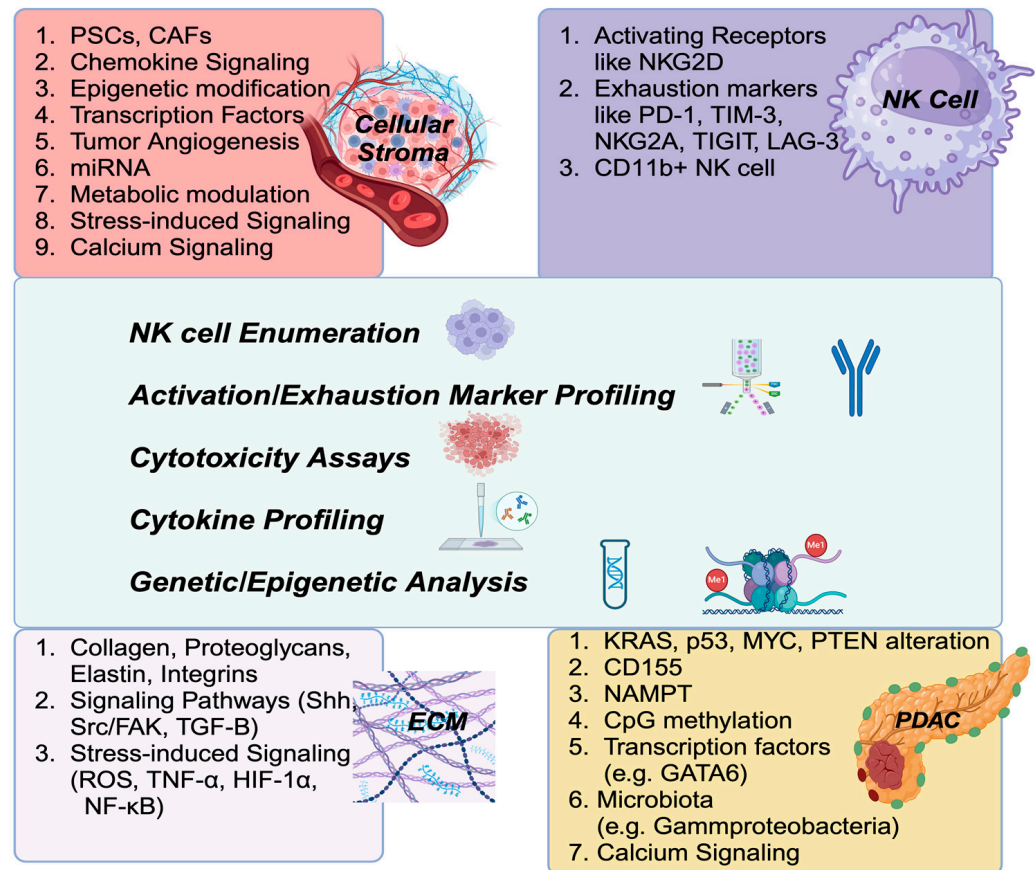 1. PSCs, CAFs
2. Chemokine Signaling
3. Epigenetic modification
4. Transcription Factors
5. Tumor Angiogenesis
6. miRNA
7. Metabolic modulation
8. Stress-induced Signaling
9. Calcium Signaling
Cellular
Stroma
1. Activating Receptors
like NKG2D
2. Exhaustion markers
like PD-1, TIM-3,
NKG2A, TIGIT, LAG-3
3. CD11b+ NK cell
NK Cell
NK cell Enumeration
Activation/Exhaustion Marker Profiling
Cytotoxicity Assays
Cytokine Profiling
Genetic/Epigenetic Analysis
Me1
Me1
1. Collagen, Proteoglycans,
Elastin, Integrins
2. Signaling Pathways (Shh,
Src/FAK, TGF-B)
3. Stress-induced Signaling
(ROS, TNF-α, HIF-1α,
NF-κB)
ECM
1. KRAS, p53, MYC, PTEN alteration
2. CD155
3. NAMPT
4. CpG methylation
5. Transcription factors
(e.g. GATA6)
6. Microbiota
(e.g. Gammproteobacteria)
7. Calcium Signaling
PDAC